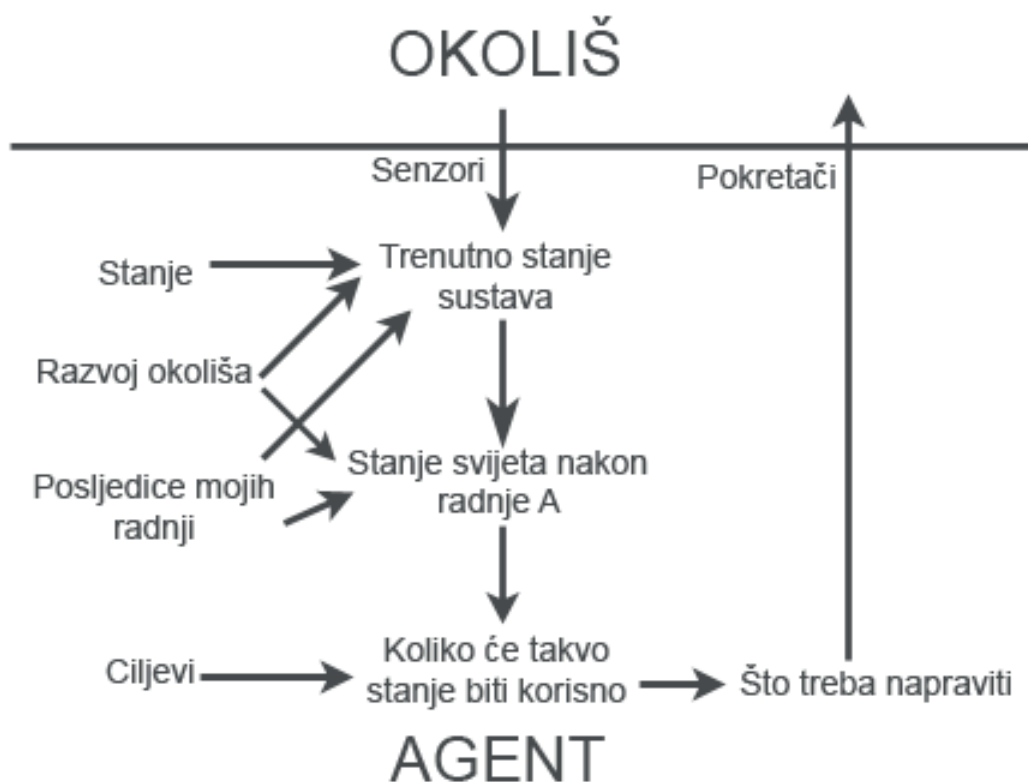 OKOLIŠ
Senzori
Pokretači
Stanje
Trenutno stanje
sustava
Razvoj okoliša
Stanje svijeta nakon
radnje A
Posljedice mojih
radnji
Ciljevi
Koliko će takvo
stanje biti korisno
Što treba napraviti
AGENT